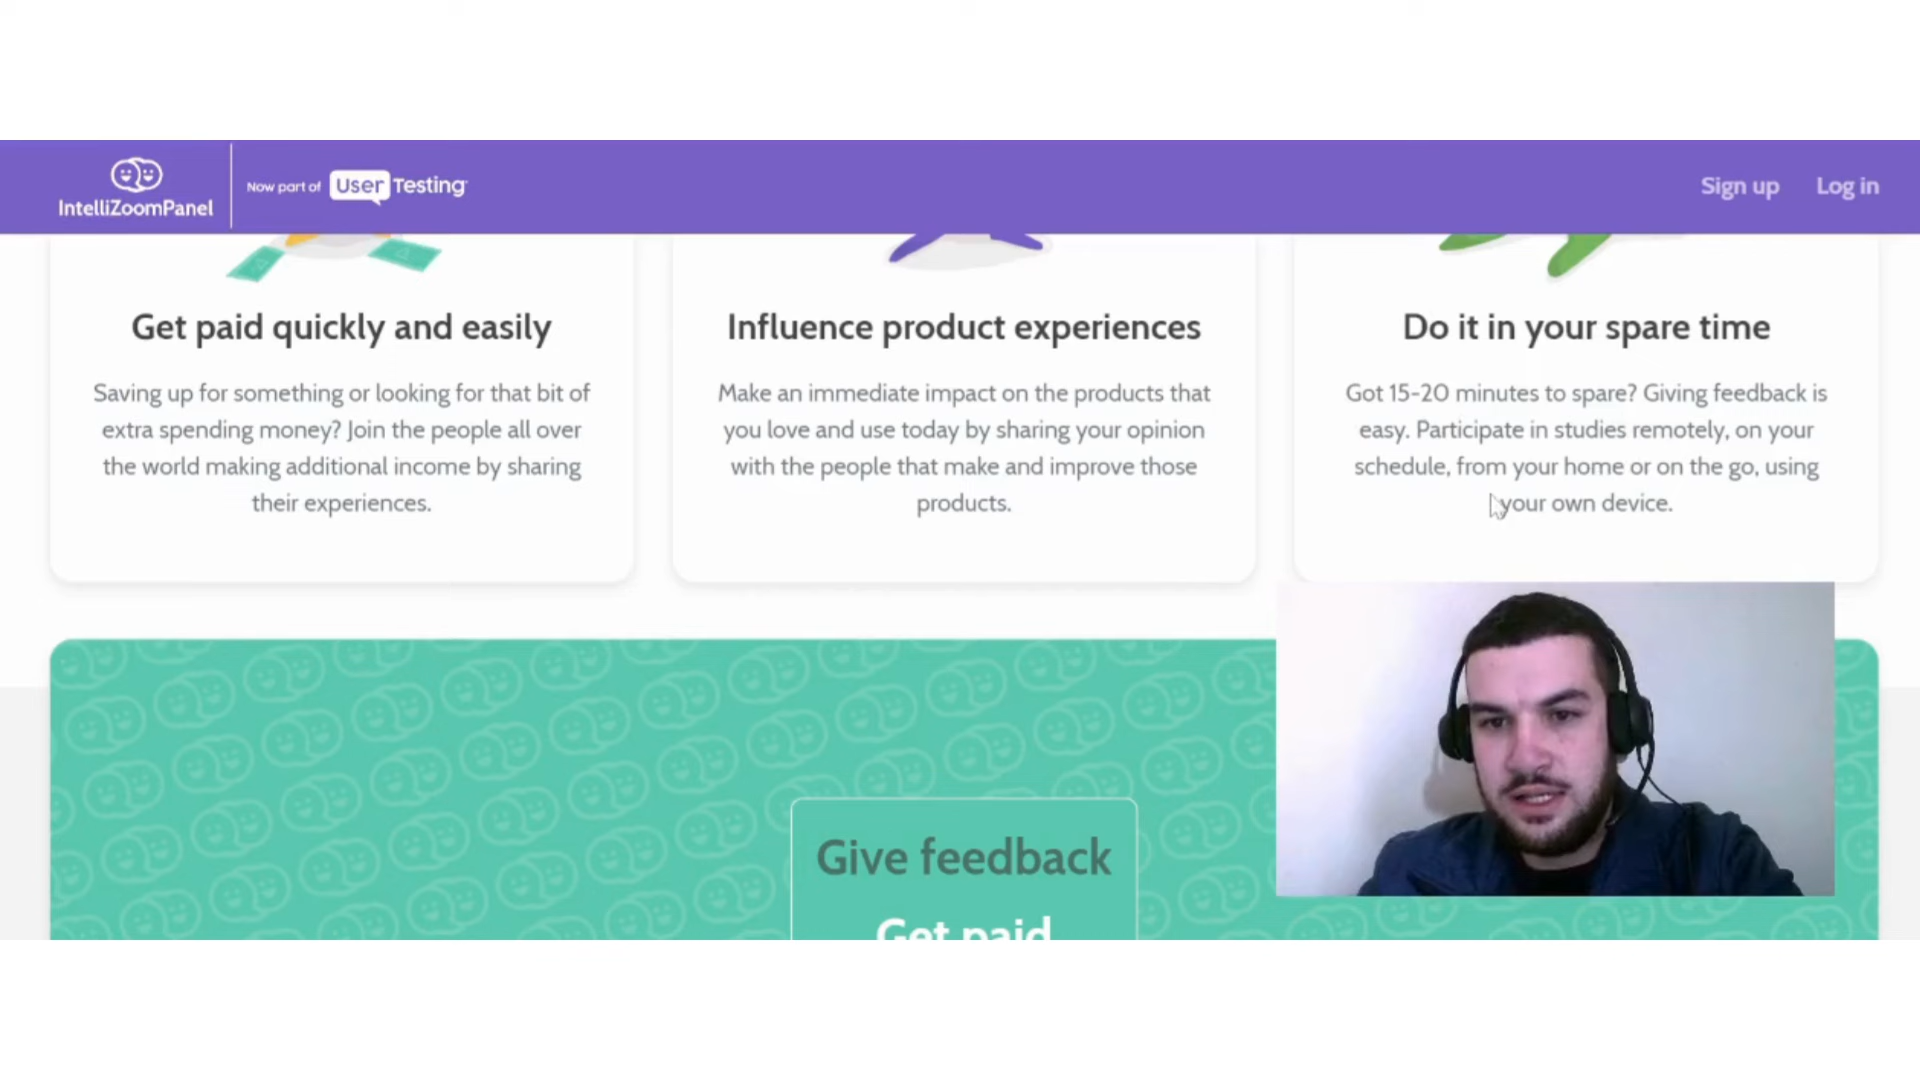 IntelliZoomPanel
Now part of UserTesting
Sign up
Log in
Get paid quickly and easily
Saving up for something or looking for that bit of
extra spending money? Join the people all over
the world making additional income by sharing
their experiences.
Influence product experiences
Make an immediate impact on the products that
you love and use today by sharing your opinion
with the people that make and improve those
products.
Do it in your spare time
Got 15-20 minutes to spare? Giving feedback is
easy. Participate in studies remotely, on your
schedule, from your home or on the go, using
your own device.
Give feedback
Get paid